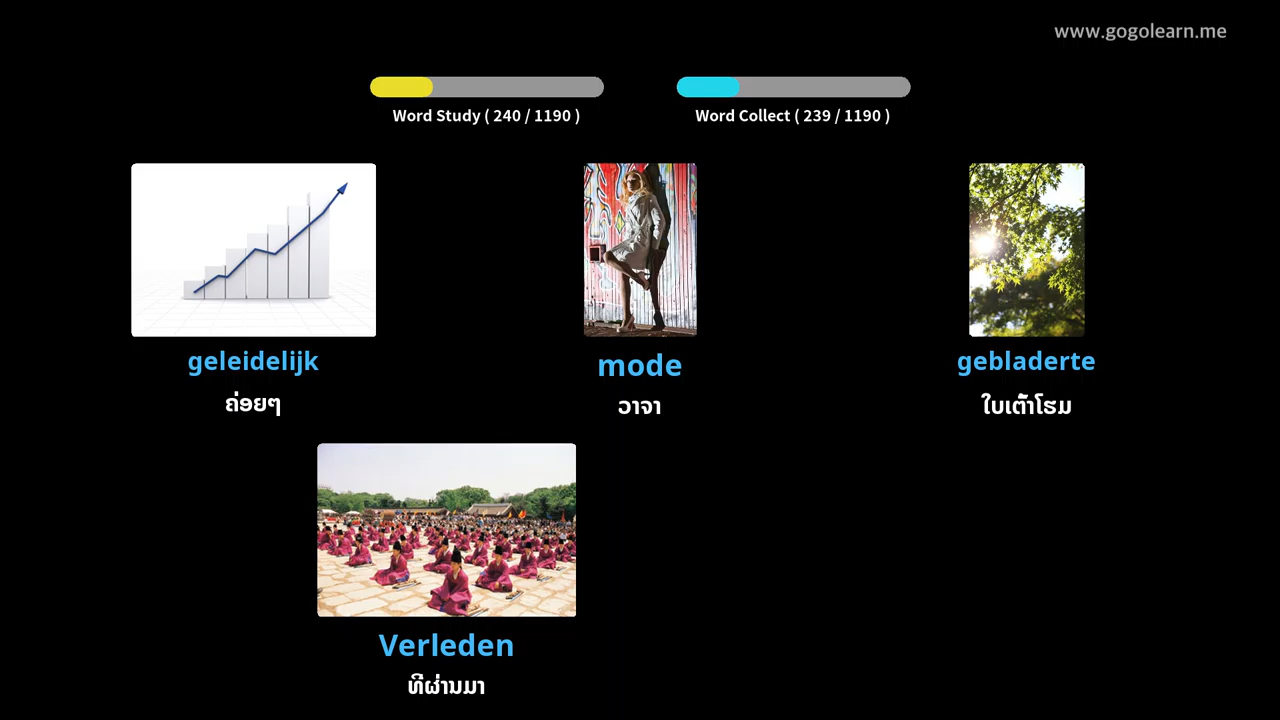 www.gogolearn.me
Word Study ( 240 / 1190 )
Word Collect ( 239 / 1190 )
geleidelijk
mode
gebladerte
ຄ່ອຍໆ
ວາຈາ
ໃບເຕົ້າໂຮມ
Verleden
ທີຜ່ານມາ